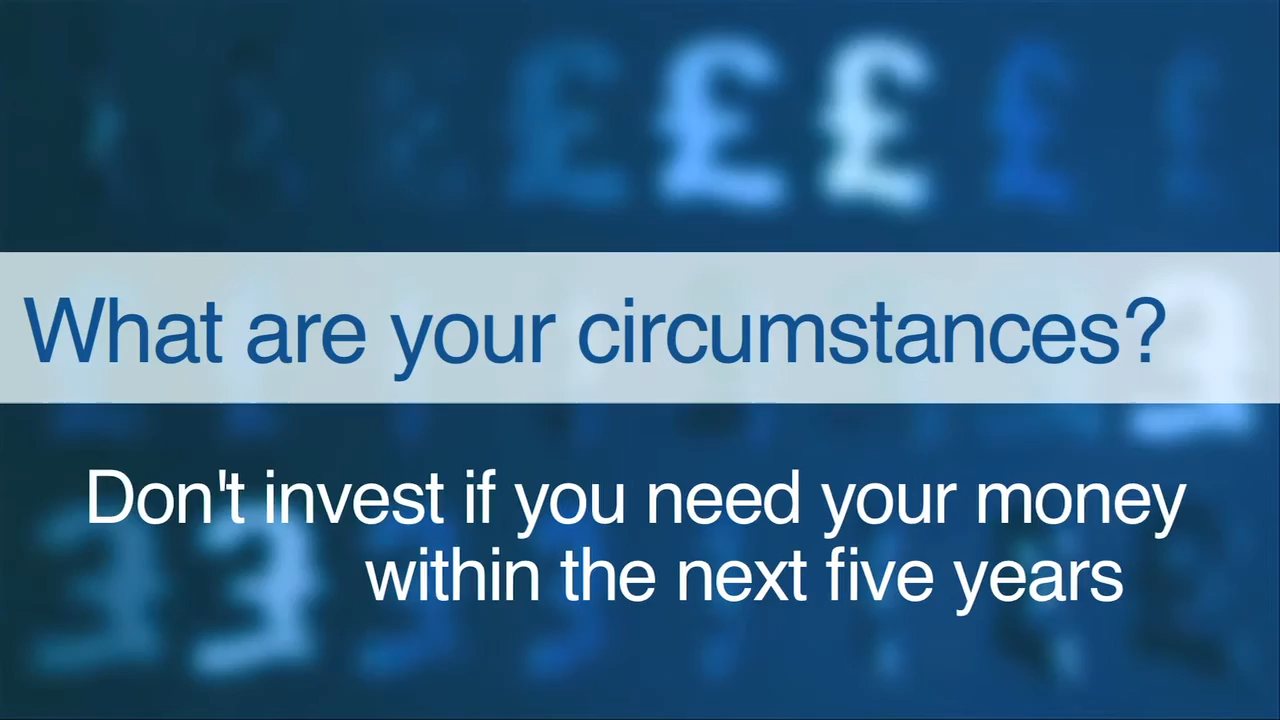 What are your circumstances?
Don't invest if you need your money
within the next five years